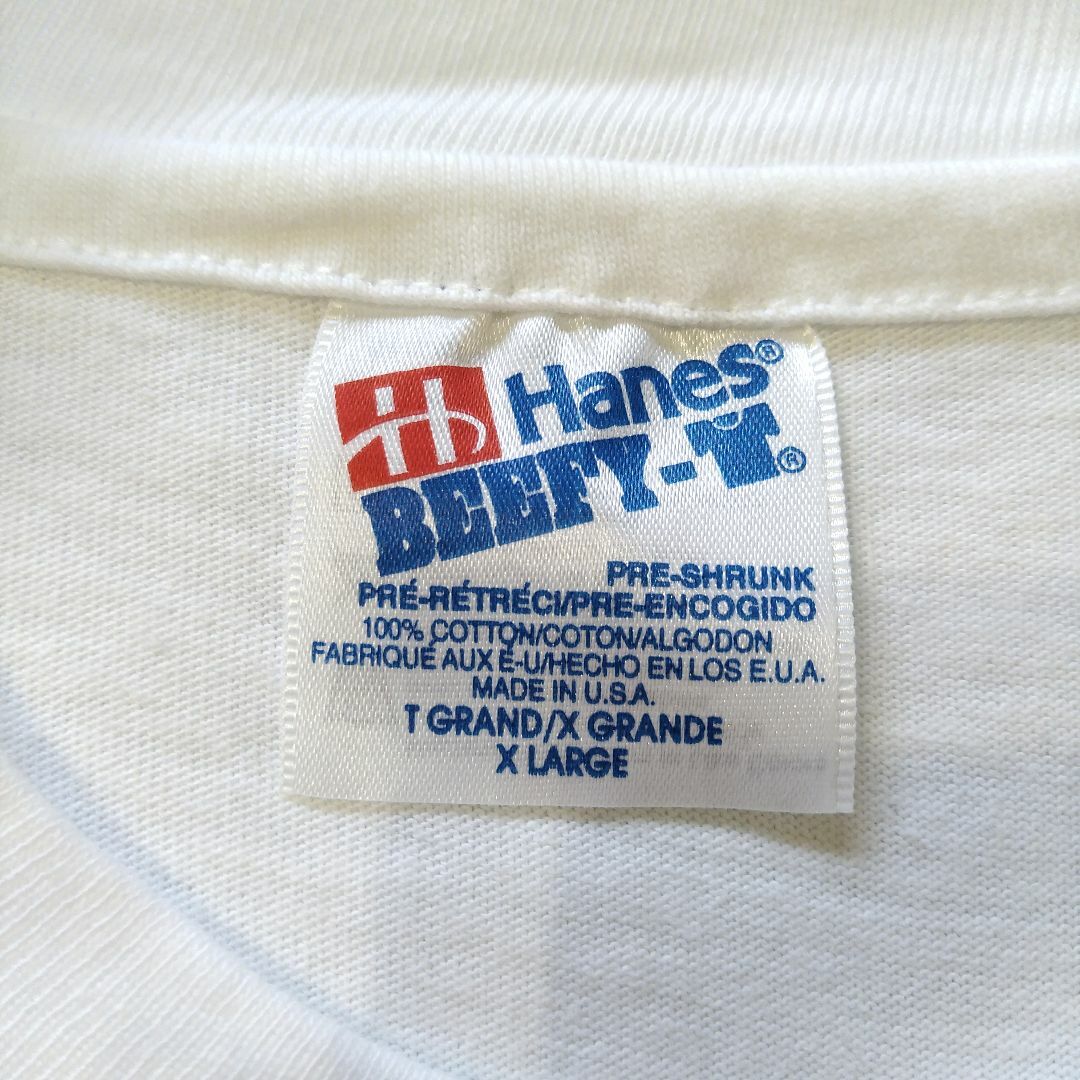 Hanes®
BEEFY-T®
PRE-SHRUNK
PRÉ-RÉTRÉCI/PRE-ENCOGIDO
100% COTTON/COTON/ALGODON
FABRIQUÉ AUX É-U/HECHO EN LOS E.U.A.
MADE IN U.S.A.
T GRAND/X GRANDE
X LARGE